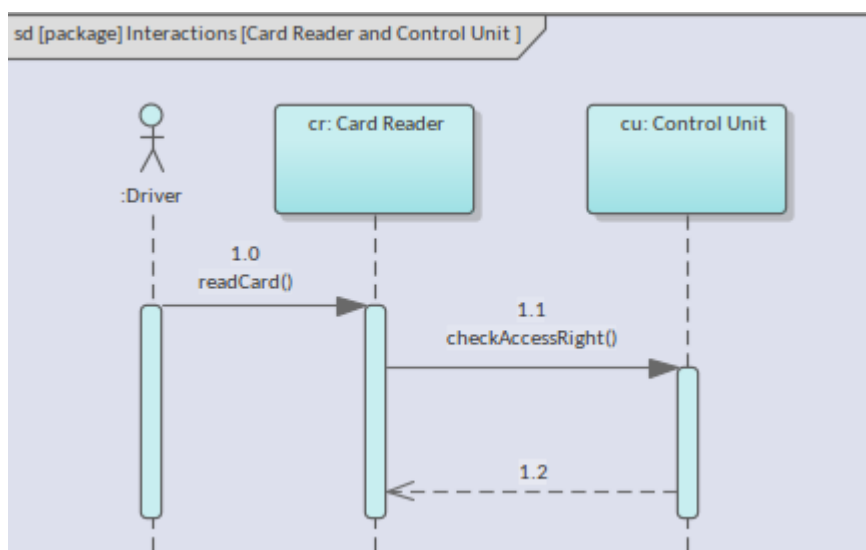 sd [package] Interactions [Card Reader and Control Unit ]
cr: Card Reader
cu: Control Unit
:Driver
1.0
readCard()
1.1
checkAccessRight()
1.2